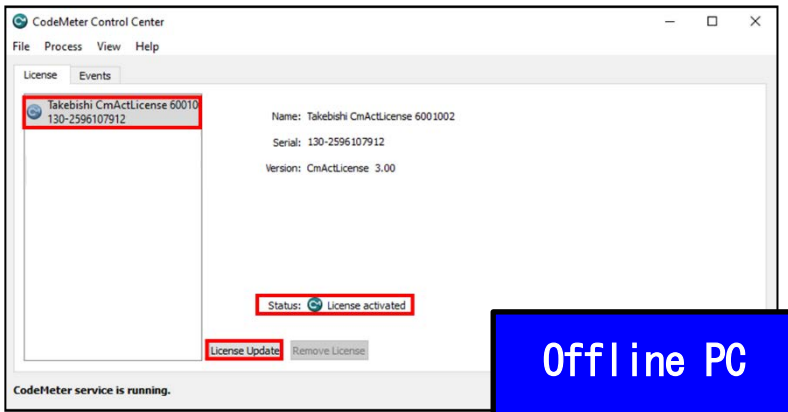 CodeMeter Control Center
File Process View Help
License Events
Takebishi CmActLicense 60010
130-2596107912
Name: Takebishi CmActLicense 6001002
Serial: 130-2596107912
Version: CmActLicense 3.00
Status: License activated
License Update Remove License
Offline PC
CodeMeter service is running.